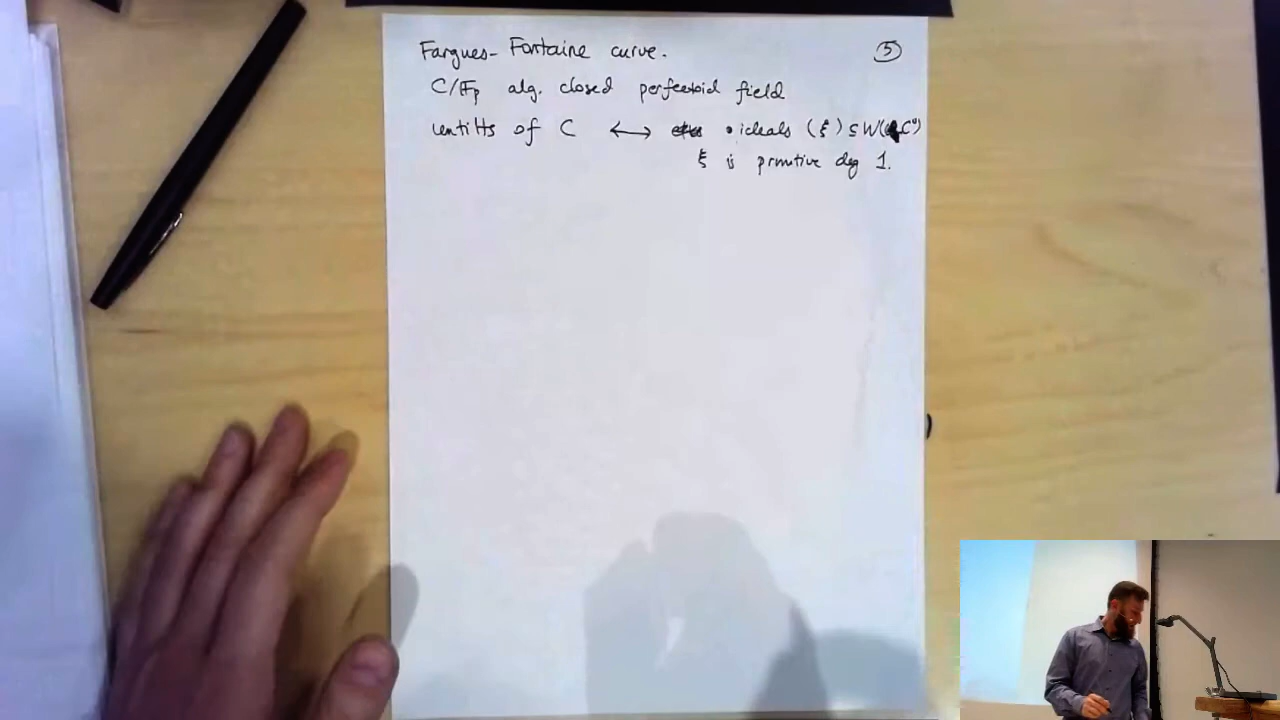 Fargues-Fontaine curve. ⑤
C/𝔽p alg. closed perfectoid field
untilts of C ⟷ • ideals (ξ) ⊆ W(C°)
ξ is primitive deg 1.